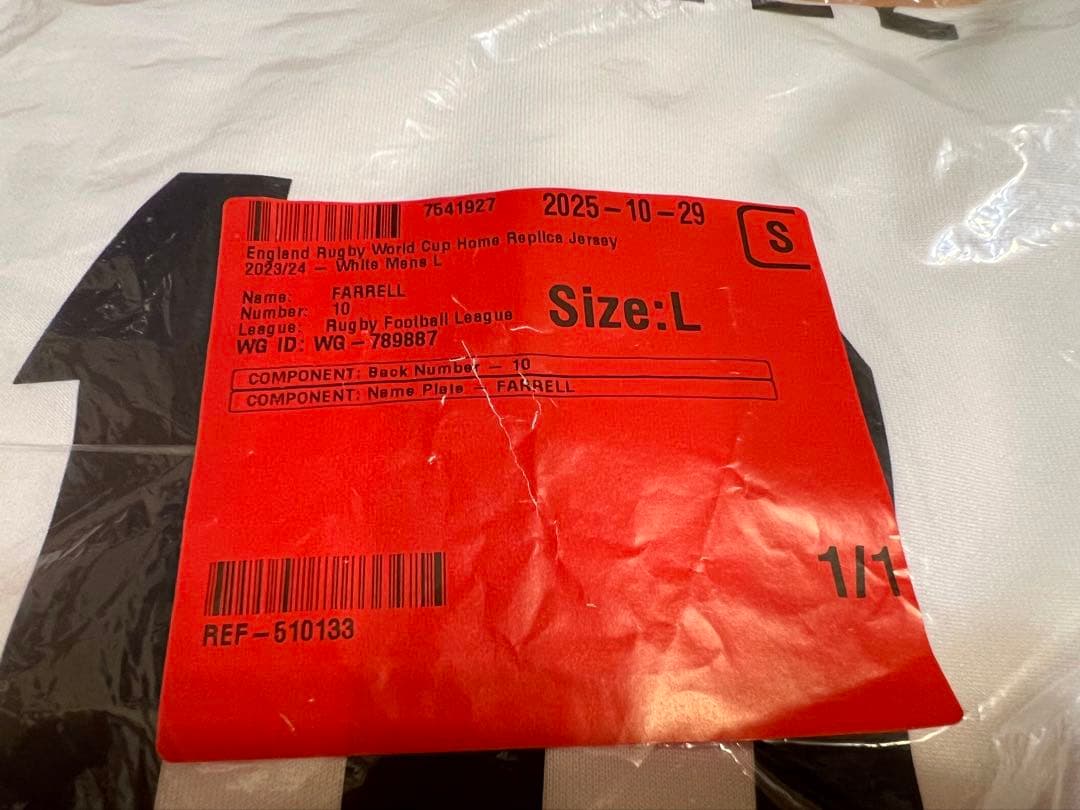 7541927 2025-10-29 S
England Rugby World Cup Home Replica Jersey
2023/24 - White Mens L
Name: FARRELL
Number: 10
League: Rugby Football League
WG ID: WG-789887
Size:L
COMPONENT: Back Number - 10
COMPONENT: Name Plate - FARRELL
1/1
REF-510133